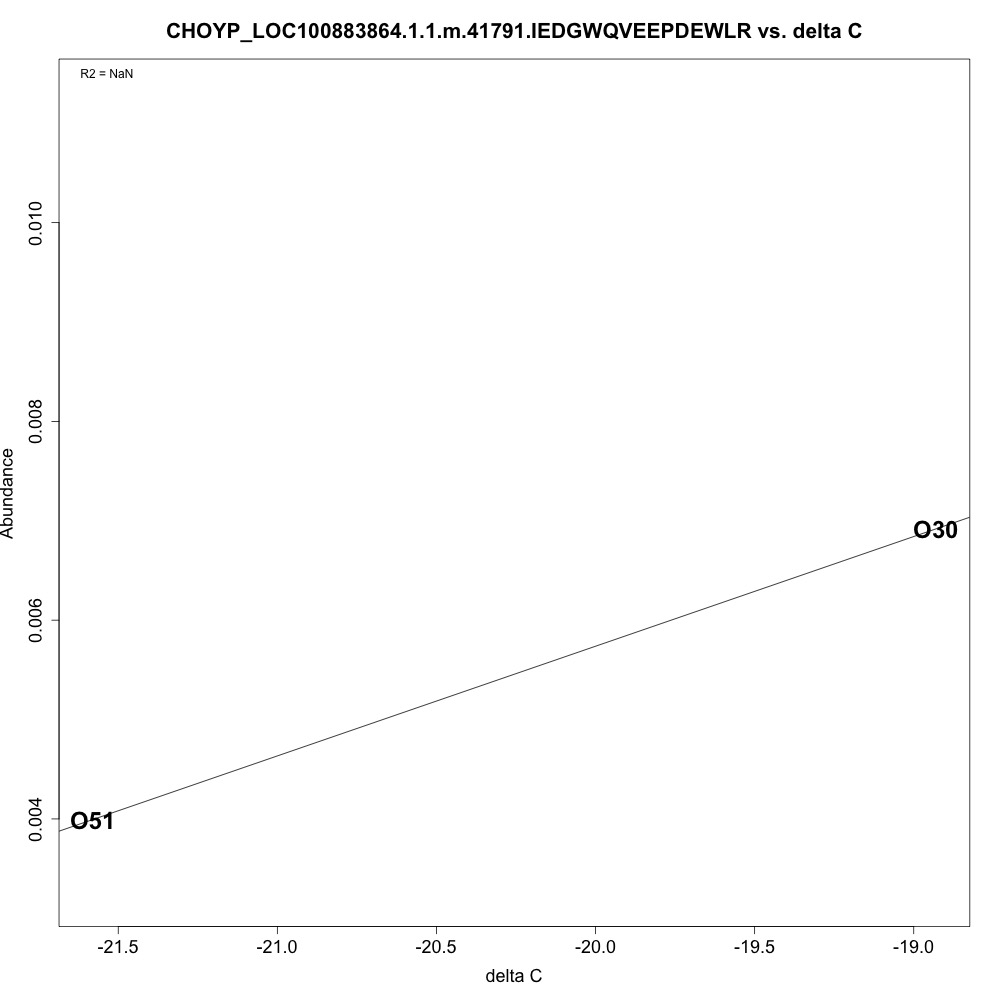 CHOYP_LOC100883864.1.1.m.41791.IEDGWQVEEPDEWLR vs. delta C
R2 = NaN
0.010
0.008
Abundance
O30
0.006
O51
0.004
-21.5 -21.0 -20.5 -20.0 -19.5 -19.0
delta C